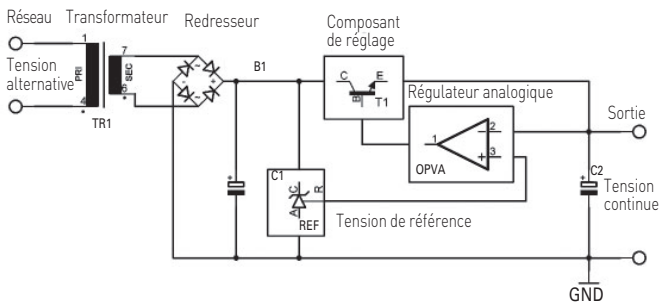 Réseau
Transformateur
Redresseur
Composant
de réglage
Tension
alternative
1
4
PRI
7
8
SEC
TR1
~
~
-
+
B1
C
E
B
T1
Régulateur analogique
1
2
3
-
+
OPVA
Sortie
+
C1
C
R
A
REF
Tension de référence
+
C2
Tension
continue
GND